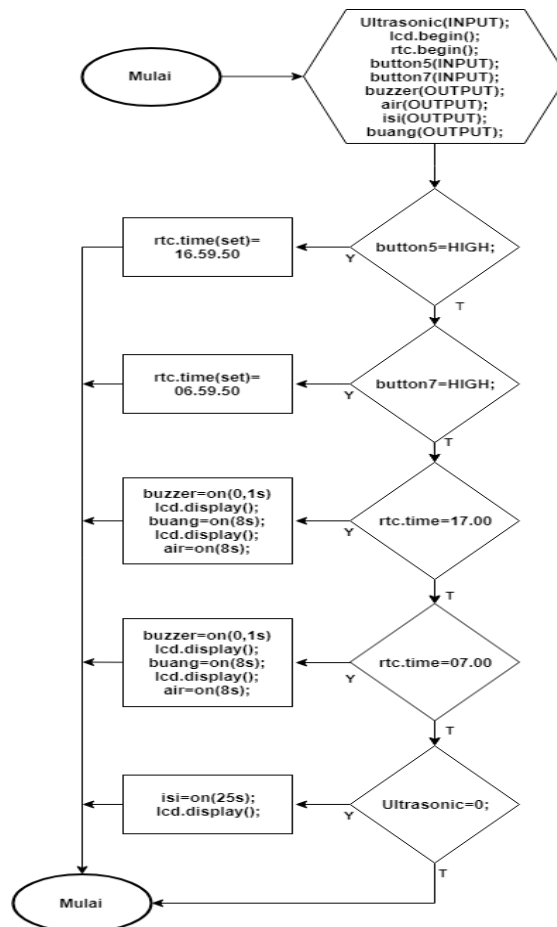 Mulai
Ultrasonic(INPUT);
lcd.begin();
rtc.begin();
button5(INPUT);
button7(INPUT);
buzzer(OUTPUT);
air(OUTPUT);
isi(OUTPUT);
buang(OUTPUT);
button5=HIGH;
Y
T
rtc.time(set)=
16.59.50
button7=HIGH;
Y
T
rtc.time(set)=
06.59.50
rtc.time=17.00
Y
T
buzzer=on(0,1s)
lcd.display();
buang=on(8s);
lcd.display();
air=on(8s);
rtc.time=07.00
Y
T
buzzer=on(0,1s)
lcd.display();
buang=on(8s);
lcd.display();
air=on(8s);
Ultrasonic=0;
Y
T
isi=on(25s);
lcd.display();
Mulai